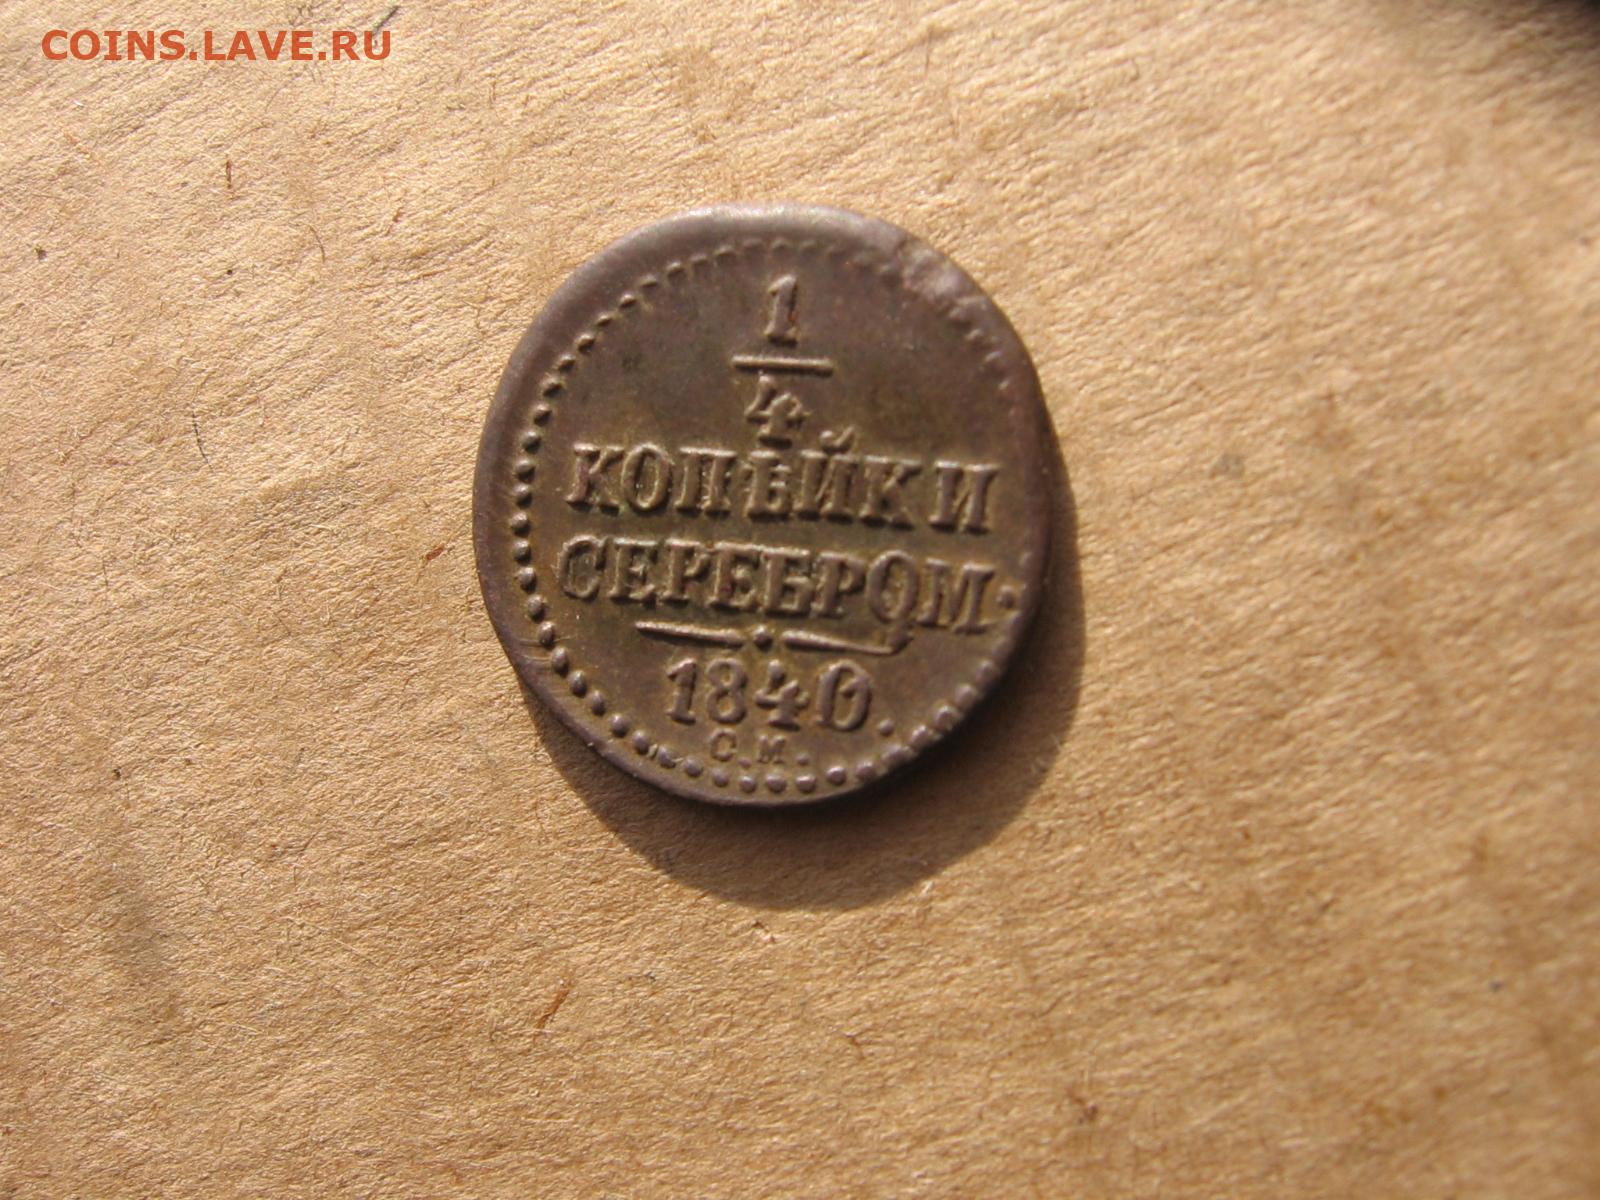 COINS.LAVE.RU
1
4
КОПѢЙКИ
СЕРЕБРОМ.
1840.
С.М.